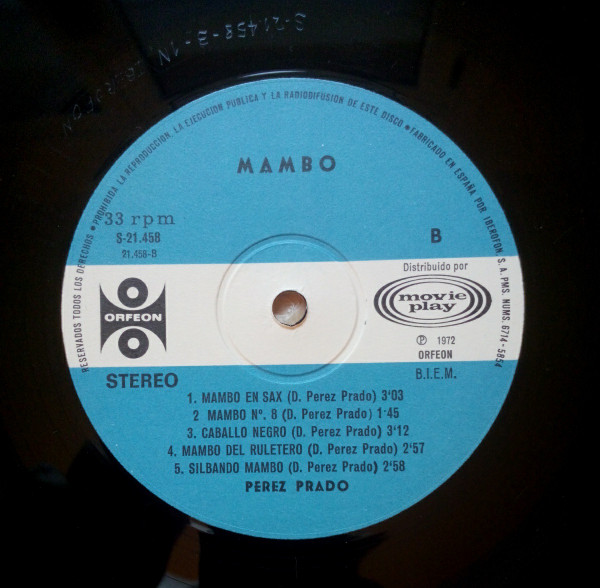 S-21458-B-1N
RESERVADOS TODOS LOS DERECHOS ● PROHIBIDA LA REPRODUCCION, LA EJECUCION PUBLICA Y LA RADIODIFUSION DE ESTE DISCO ● FABRICADO EN ESPAÑA POR IBEROFON, S. A. PMS. NUMS. 6714 - 5854
MAMBO
33 rpm
S-21.458
21.458-B
B
Distribuido por
movie
play
ORFEON
Ⓟ 1972
ORFEON
STEREO
B.I.E.M.
1. MAMBO EN SAX (D. Perez Prado) 3'03
2 MAMBO Nº. 8 (D. Perez Prado) 1'45
3. CABALLO NEGRO (D. Perez Prado) 3'12
4. MAMBO DEL RULETERO (D. Perez Prado) 2'57
5. SILBANDO MAMBO (D. Perez Prado) 2'58
PEREZ PRADO